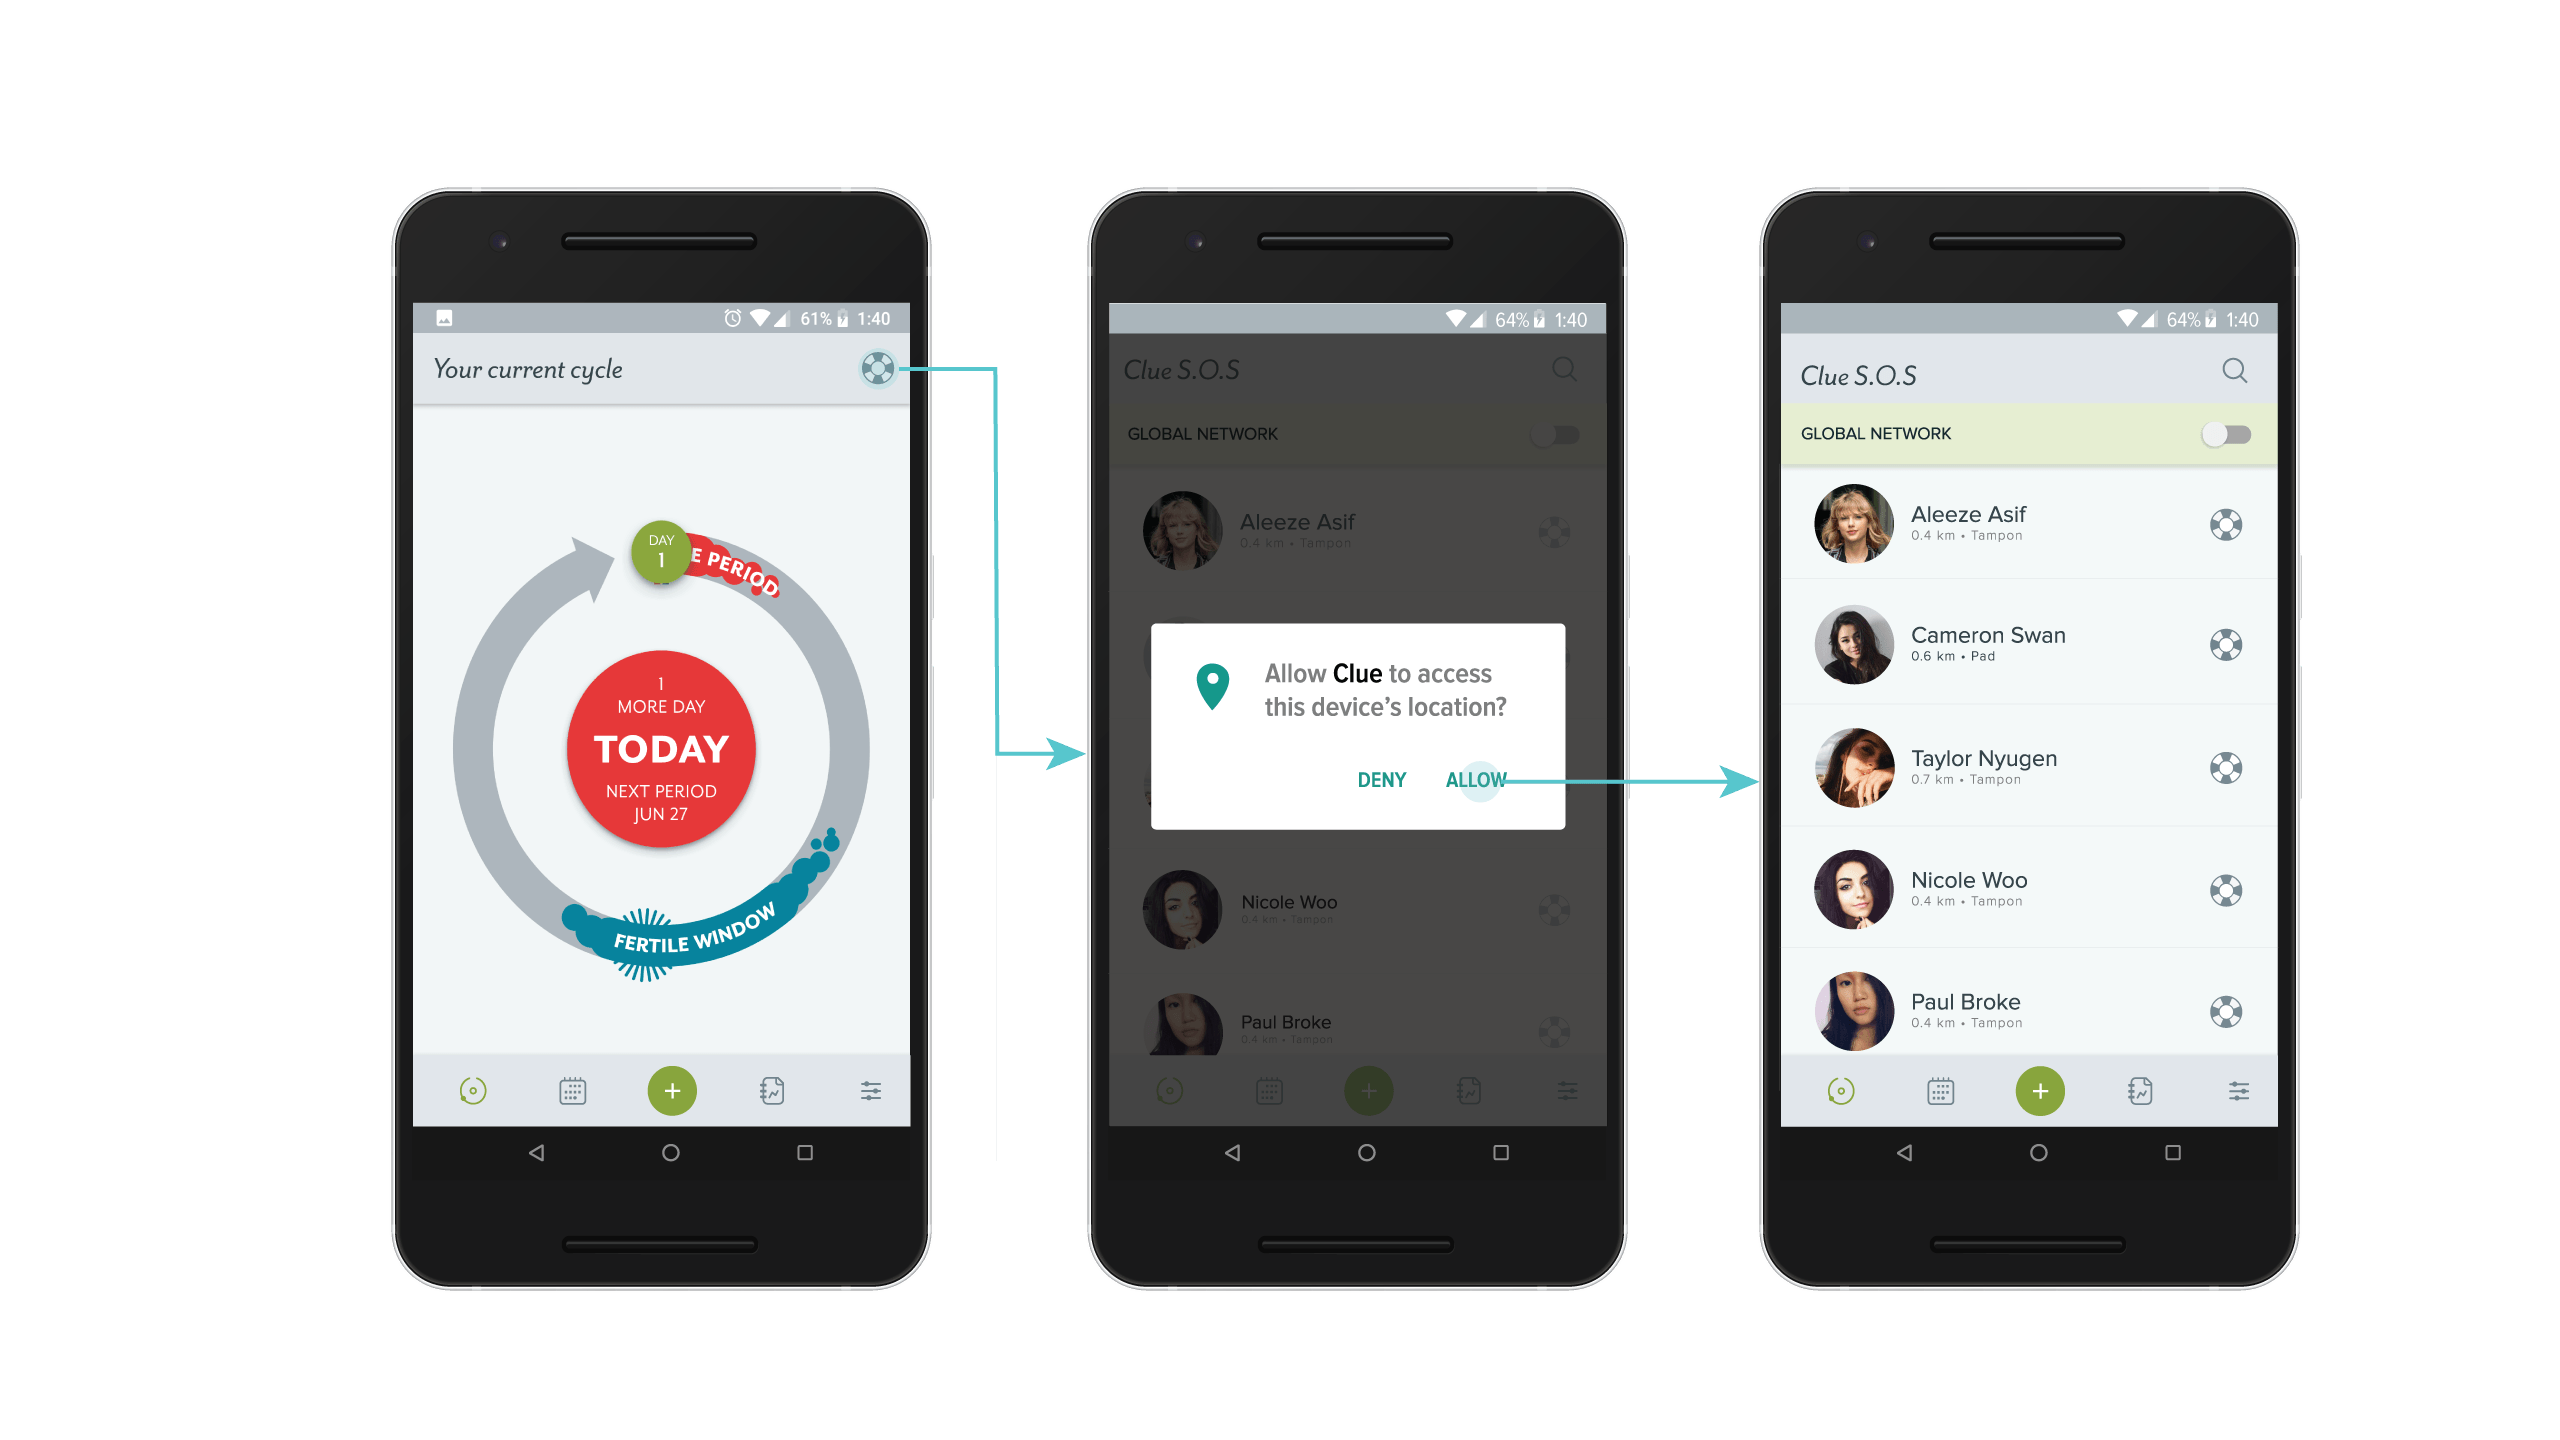 61% 1:40
Your current cycle
DAY
1
E PERIOD
1
MORE DAY
TODAY
NEXT PERIOD
JUN 27
FERTILE WINDOW
64% 1:40
Clue S.O.S
GLOBAL NETWORK
Aleeze Asif
0.4 km • Tampon
Allow Clue to access
this device's location?
DENY ALLOW
Nicole Woo
0.4 km • Tampon
Paul Broke
0.4 km • Tampon
64% 1:40
Clue S.O.S
GLOBAL NETWORK
Aleeze Asif
0.4 km • Tampon
Cameron Swan
0.6 km • Pad
Taylor Nyugen
0.7 km • Tampon
Nicole Woo
0.4 km • Tampon
Paul Broke
0.4 km • Tampon